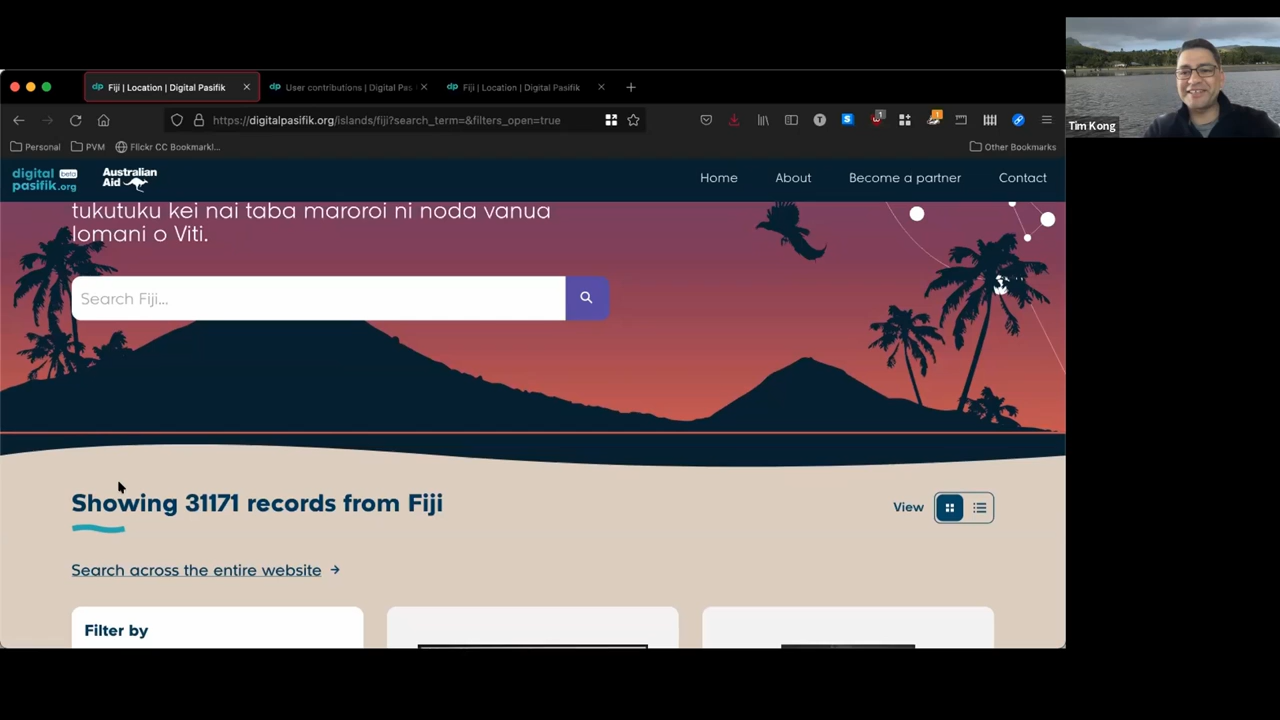 Fiji | Location | Digital Pasifik
User contributions | Digital Pas
Fiji | Location | Digital Pasifik
https://digitalpasifik.org/islands/fiji?search_term=&filters_open=true
Personal
PVM
Flickr CC Bookmarkl...
Other Bookmarks
digital beta
pasifik.org
Australian
Aid
Home
About
Become a partner
Contact
tukutuku kei nai taba maroroi ni noda vanua
lomani o Viti.
Search Fiji...
Showing 31171 records from Fiji
View
Search across the entire website
Filter by
Tim Kong